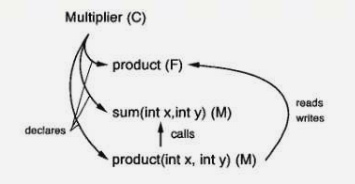 Multiplier (C)
product (F)
sum(int x,int y) (M)
reads
writes
declares
calls
product(int x, int y) (M)